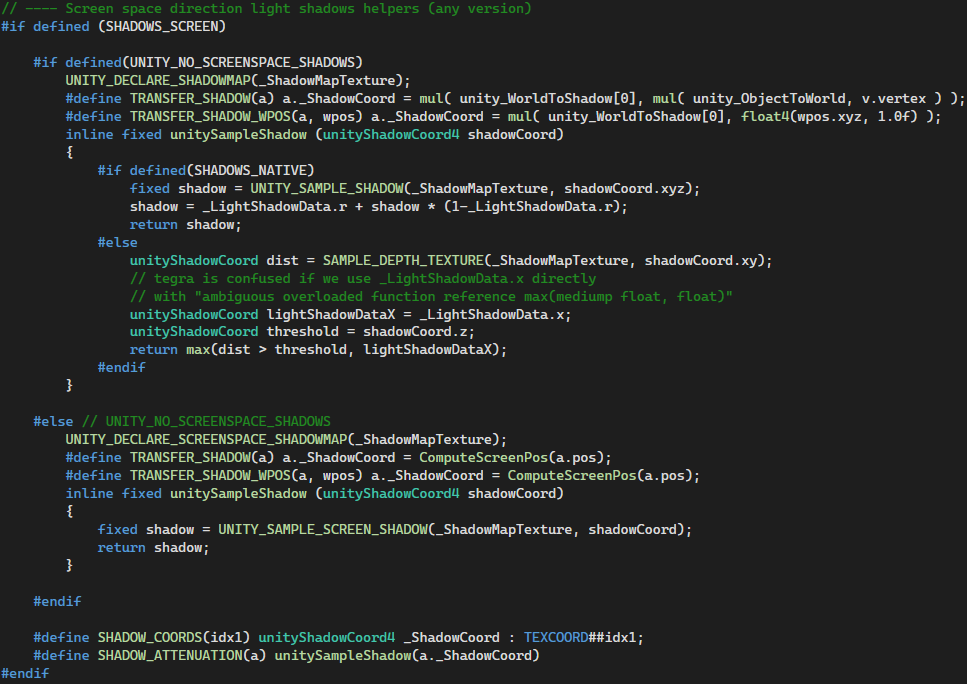 // ---- Screen space direction light shadows helpers (any version)
#if defined (SHADOWS_SCREEN)
#if defined(UNITY_NO_SCREENSPACE_SHADOWS)
UNITY_DECLARE_SHADOWMAP(_ShadowMapTexture);
#define TRANSFER_SHADOW(a) a._ShadowCoord = mul( unity_WorldToShadow[0], mul( unity_ObjectToWorld, v.vertex ) );
#define TRANSFER_SHADOW_WPOS(a, wpos) a._ShadowCoord = mul( unity_WorldToShadow[0], float4(wpos.xyz, 1.0f) );
inline fixed unitySampleShadow (unityShadowCoord4 shadowCoord)
{
#if defined(SHADOWS_NATIVE)
fixed shadow = UNITY_SAMPLE_SHADOW(_ShadowMapTexture, shadowCoord.xyz);
shadow = _LightShadowData.r + shadow * (1-_LightShadowData.r);
return shadow;
#else
unityShadowCoord dist = SAMPLE_DEPTH_TEXTURE(_ShadowMapTexture, shadowCoord.xy);
// tegra is confused if we use _LightShadowData.x directly
// with "ambiguous overloaded function reference max(mediump float, float)"
unityShadowCoord lightShadowDataX = _LightShadowData.x;
unityShadowCoord threshold = shadowCoord.z;
return max(dist > threshold, lightShadowDataX);
#endif
}
#else // UNITY_NO_SCREENSPACE_SHADOWS
UNITY_DECLARE_SCREENSPACE_SHADOWMAP(_ShadowMapTexture);
#define TRANSFER_SHADOW(a) a._ShadowCoord = ComputeScreenPos(a.pos);
#define TRANSFER_SHADOW_WPOS(a, wpos) a._ShadowCoord = ComputeScreenPos(a.pos);
inline fixed unitySampleShadow (unityShadowCoord4 shadowCoord)
{
fixed shadow = UNITY_SAMPLE_SCREEN_SHADOW(_ShadowMapTexture, shadowCoord);
return shadow;
}
#endif
#define SHADOW_COORDS(idx1) unityShadowCoord4 _ShadowCoord : TEXCOORD##idx1;
#define SHADOW_ATTENUATION(a) unitySampleShadow(a._ShadowCoord)
#endif